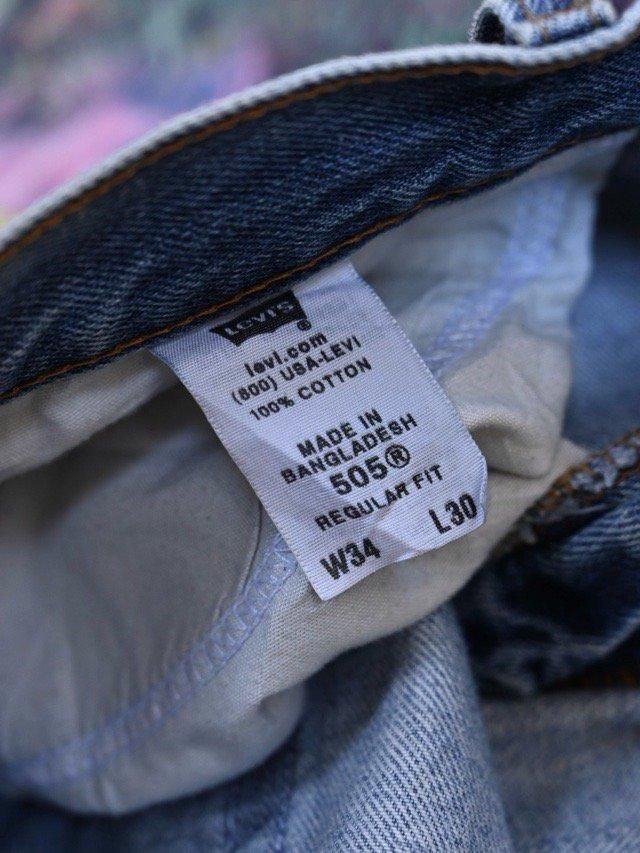 LEVI'S®
levi.com
(800) USA-LEVI
100% COTTON
MADE IN
BANGLADESH
505®
REGULAR FIT
W34 L30